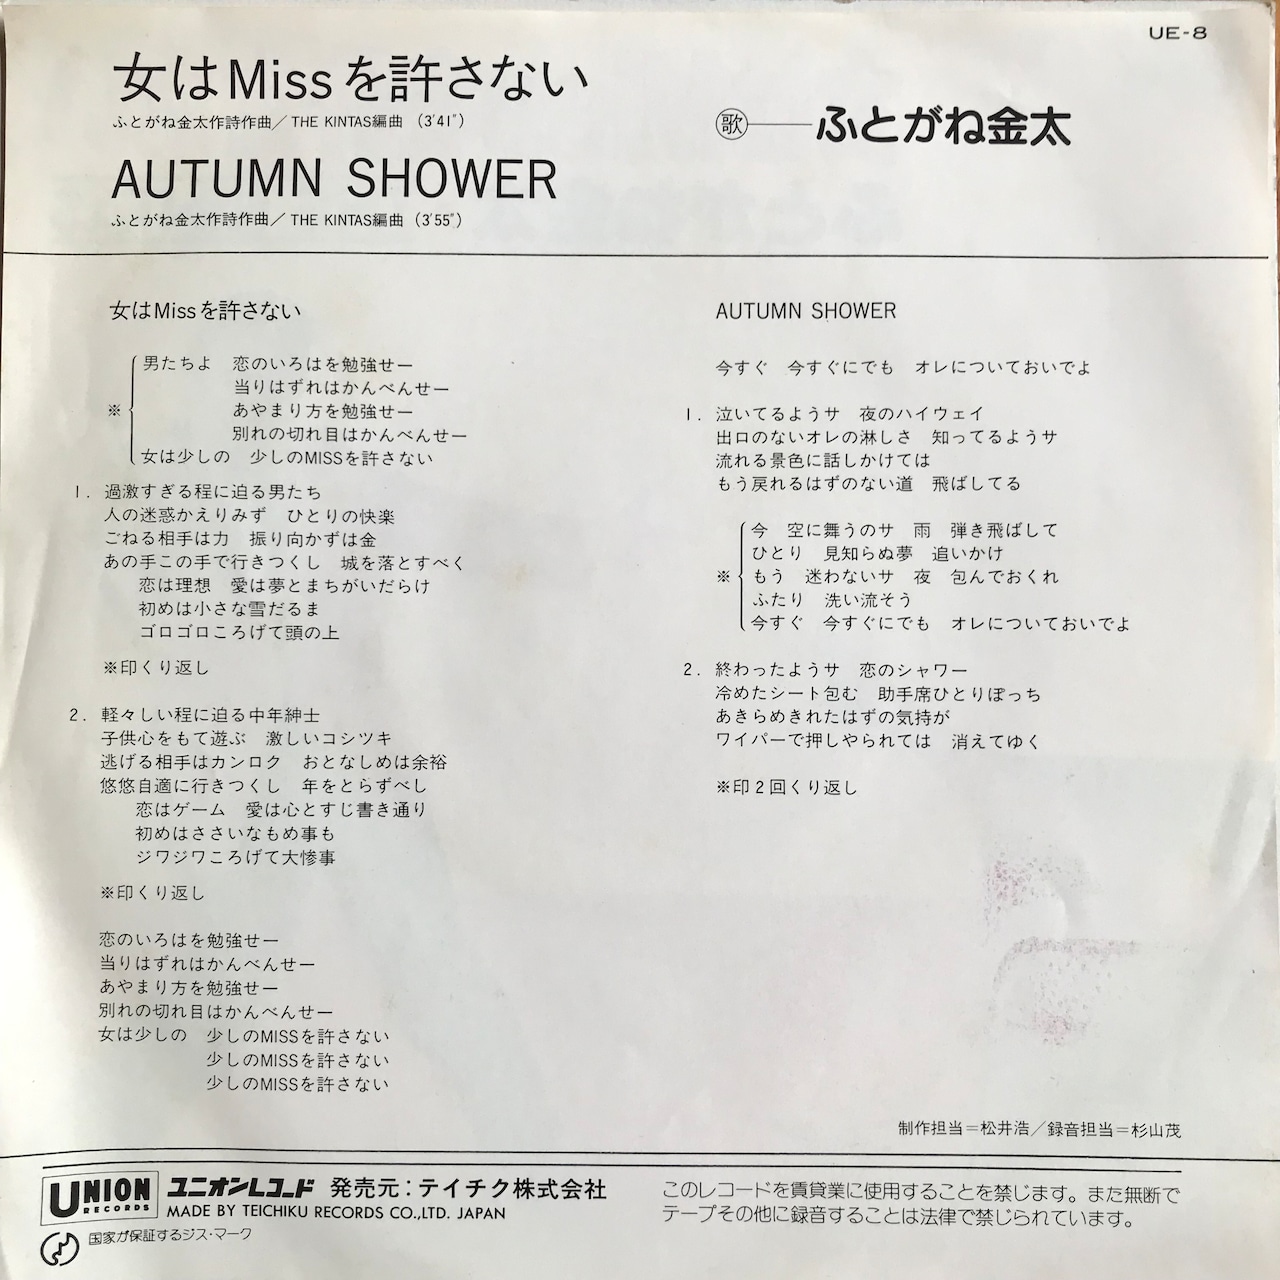 UE-8
女はMissを許さない
ふとがね金太作詩作曲／THE KINTAS編曲（3′41″）
AUTUMN SHOWER
ふとがね金太作詩作曲／THE KINTAS編曲（3′55″）
歌──ふとがね金太
女はMissを許さない
※ 男たちよ　恋のいろはを勉強せー
当りはずれはかんべんせー
あやまり方を勉強せー
別れの切れ目はかんべんせー
女は少しの　少しのMISSを許さない
1．過激すぎる程に迫る男たち
人の迷惑かえりみず　ひとりの快楽
ごねる相手は力　振り向かずは金
あの手この手で行きつくし　城を落とすべく
恋は理想　愛は夢とまちがいだらけ
初めは小さな雪だるま
ゴロゴロころげて頭の上
※印くり返し
2．軽々しい程に迫る中年紳士
子供心をもて遊ぶ　激しいコシツキ
逃げる相手はカンロク　おとなしめは余裕
悠悠自適に行きつくし　年をとらずべし
恋はゲーム　愛は心とすじ書き通り
初めはささいなもめ事も
ジワジワころげて大惨事
※印くり返し
恋のいろはを勉強せー
当りはずれはかんべんせー
あやまり方を勉強せー
別れの切れ目はかんべんせー
女は少しの　少しのMISSを許さない
少しのMISSを許さない
少しのMISSを許さない
AUTUMN SHOWER
今すぐ　今すぐにでも　オレについておいでよ
1．泣いてるようサ　夜のハイウェイ
出口のないオレの淋しさ　知ってるようサ
流れる景色に話しかけては
もう戻れるはずのない道　飛ばしてる
※ 今　空に舞うのサ　雨　弾き飛ばして
ひとり　見知らぬ夢　追いかけ
もう　迷わないサ　夜　包んでおくれ
ふたり　洗い流そう
今すぐ　今すぐにでも　オレについておいでよ
2．終わったようサ　恋のシャワー
冷めたシート包む　助手席ひとりぽっち
あきらめきれたはずの気持が
ワイパーで押しやられては　消えてゆく
※印２回くり返し
制作担当＝松井浩／録音担当＝杉山茂
UNION RECORDS ユニオンレコード 発売元：テイチク株式会社
MADE BY TEICHIKU RECORDS CO.,LTD. JAPAN
国家が保証するジス・マーク
このレコードを賃貸業に使用することを禁じます。また無断で
テープその他に録音することは法律で禁じられています。